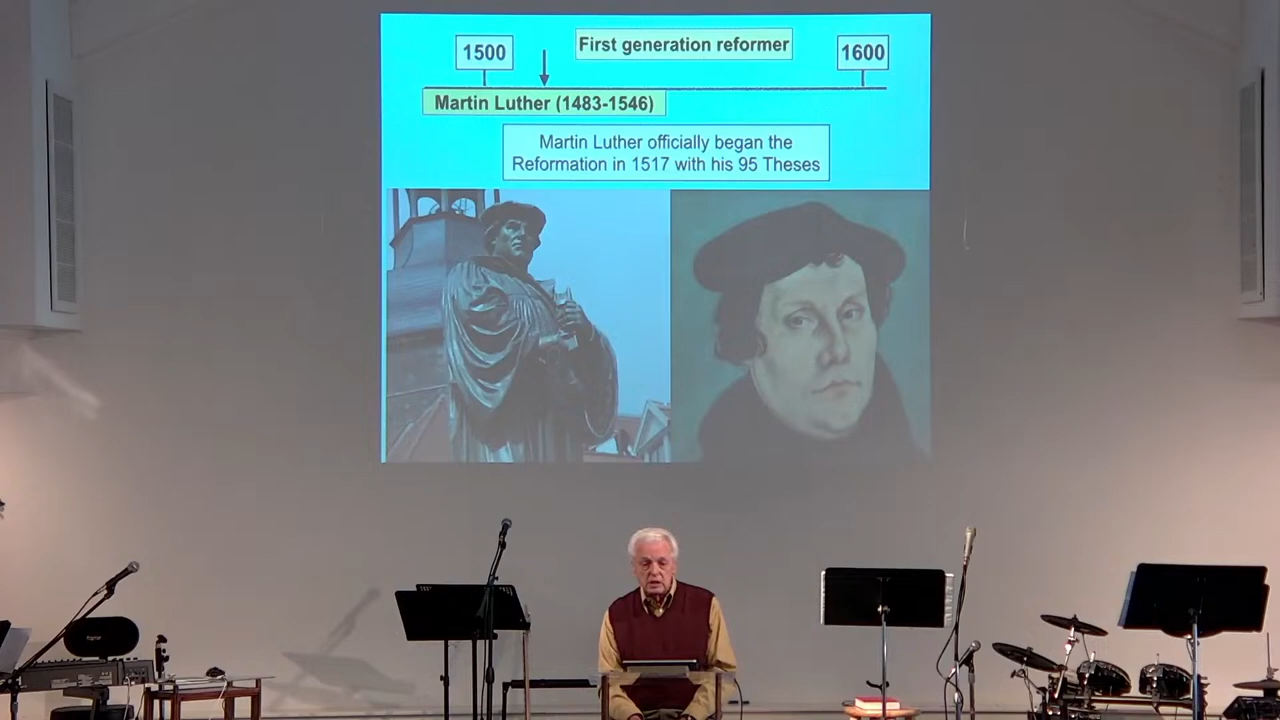 1500
First generation reformer
1600
Martin Luther (1483-1546)
Martin Luther officially began the
Reformation in 1517 with his 95 Theses